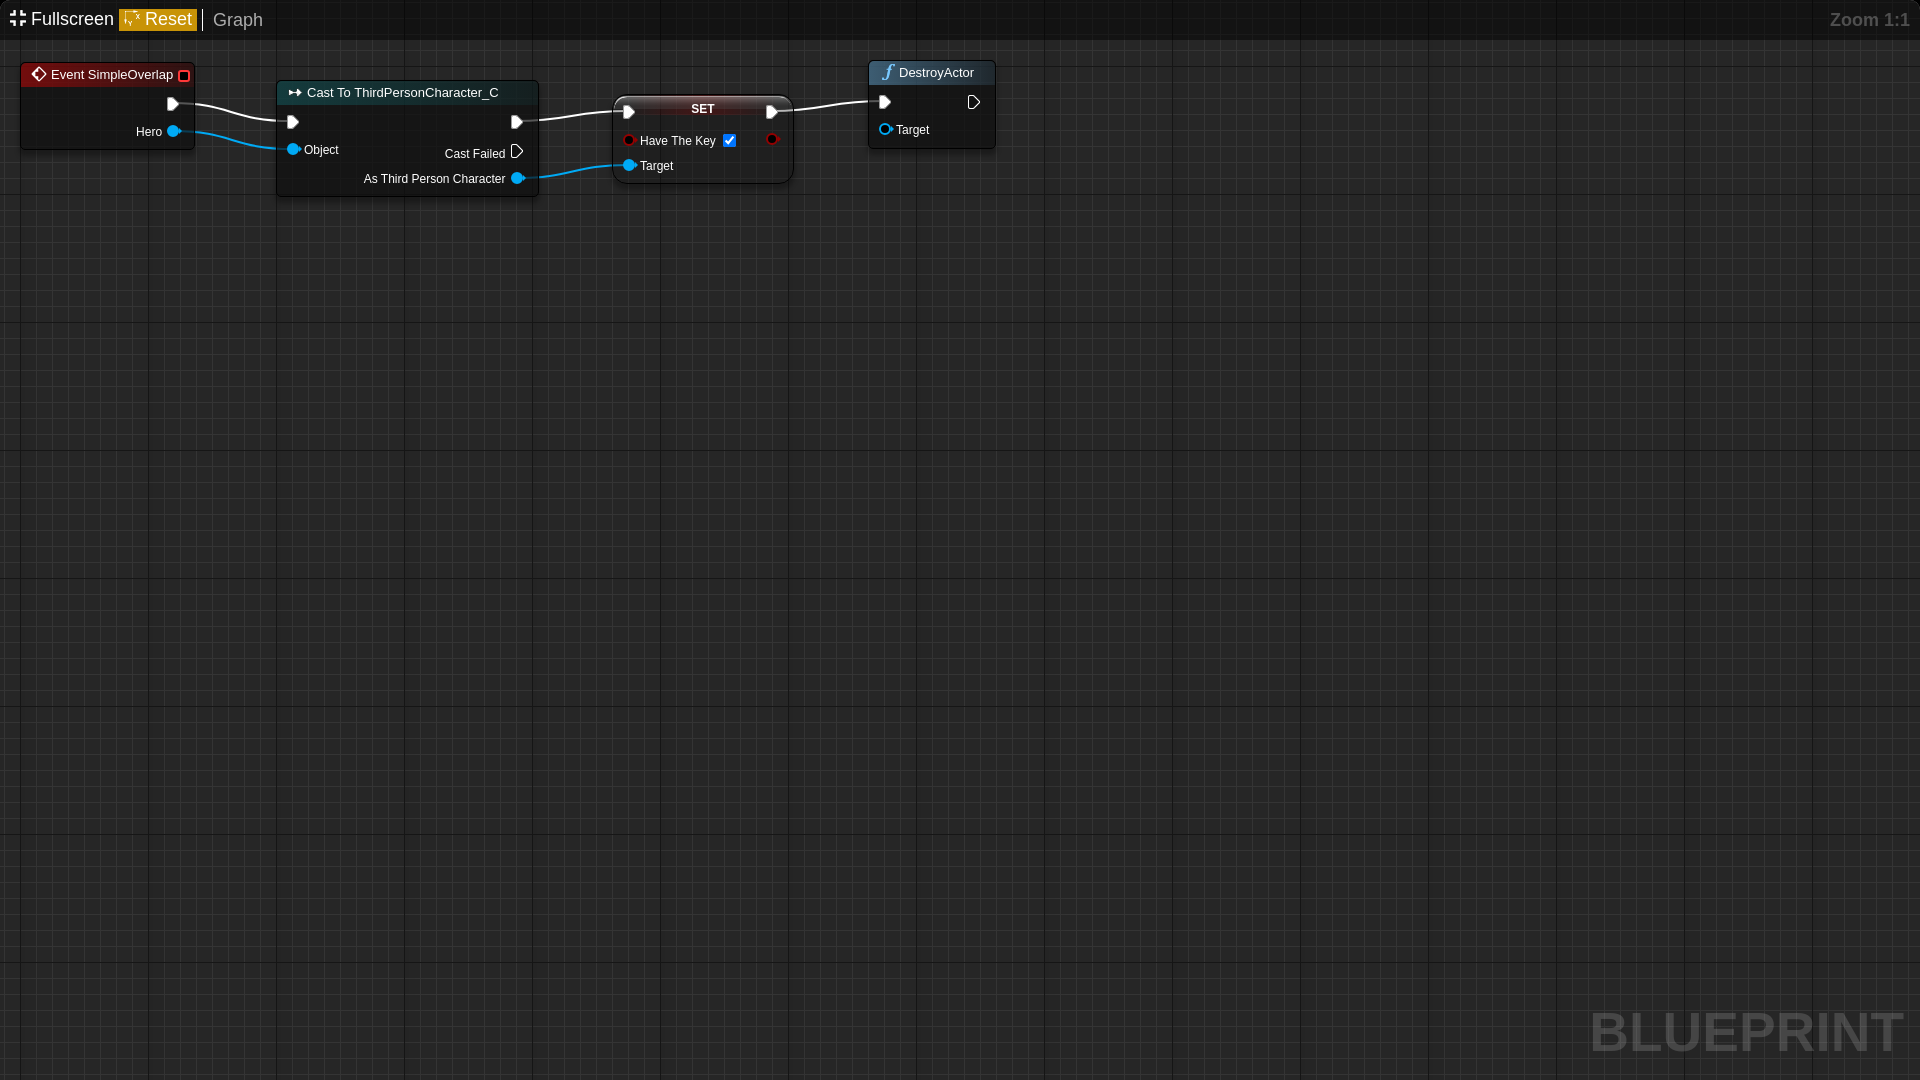 Fullscreen Reset Graph
Zoom 1:1
Event SimpleOverlap
Hero
Cast To ThirdPersonCharacter_C
Object
Cast Failed
As Third Person Character
SET
Have The Key
Target
DestroyActor
Target
BLUEPRINT